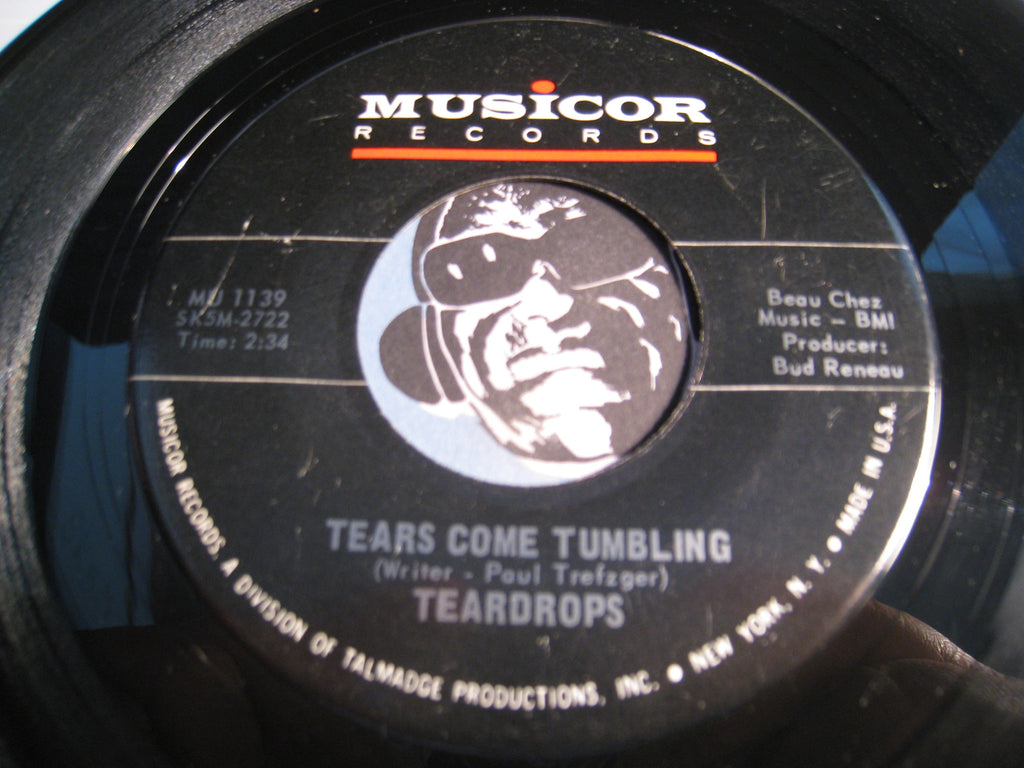 MUSICOR
RECORDS
MU 1139
SK5M-2722
Time: 2:34
Beau Chez
Music - BMI
Producer:
Bud Reneau
TEARS COME TUMBLING
(Writer - Paul Trefzger)
TEARDROPS
MUSICOR RECORDS, A DIVISION OF TALMADGE PRODUCTIONS, INC. ● NEW YORK, N. Y. ● MADE IN U.S.A.